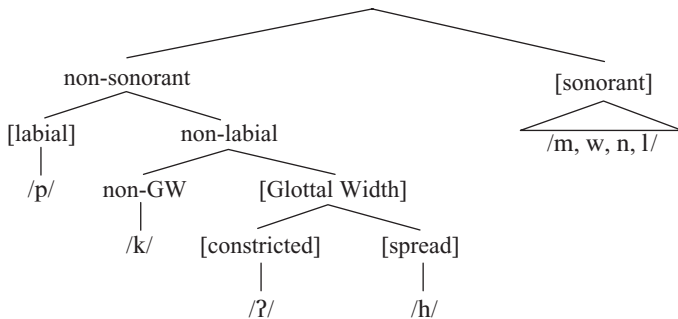 non-sonorant [sonorant]
[labial] non-labial /m, w, n, l/
/p/ non-GW [Glottal Width]
/k/ [constricted] [spread]
/ʔ/ /h/